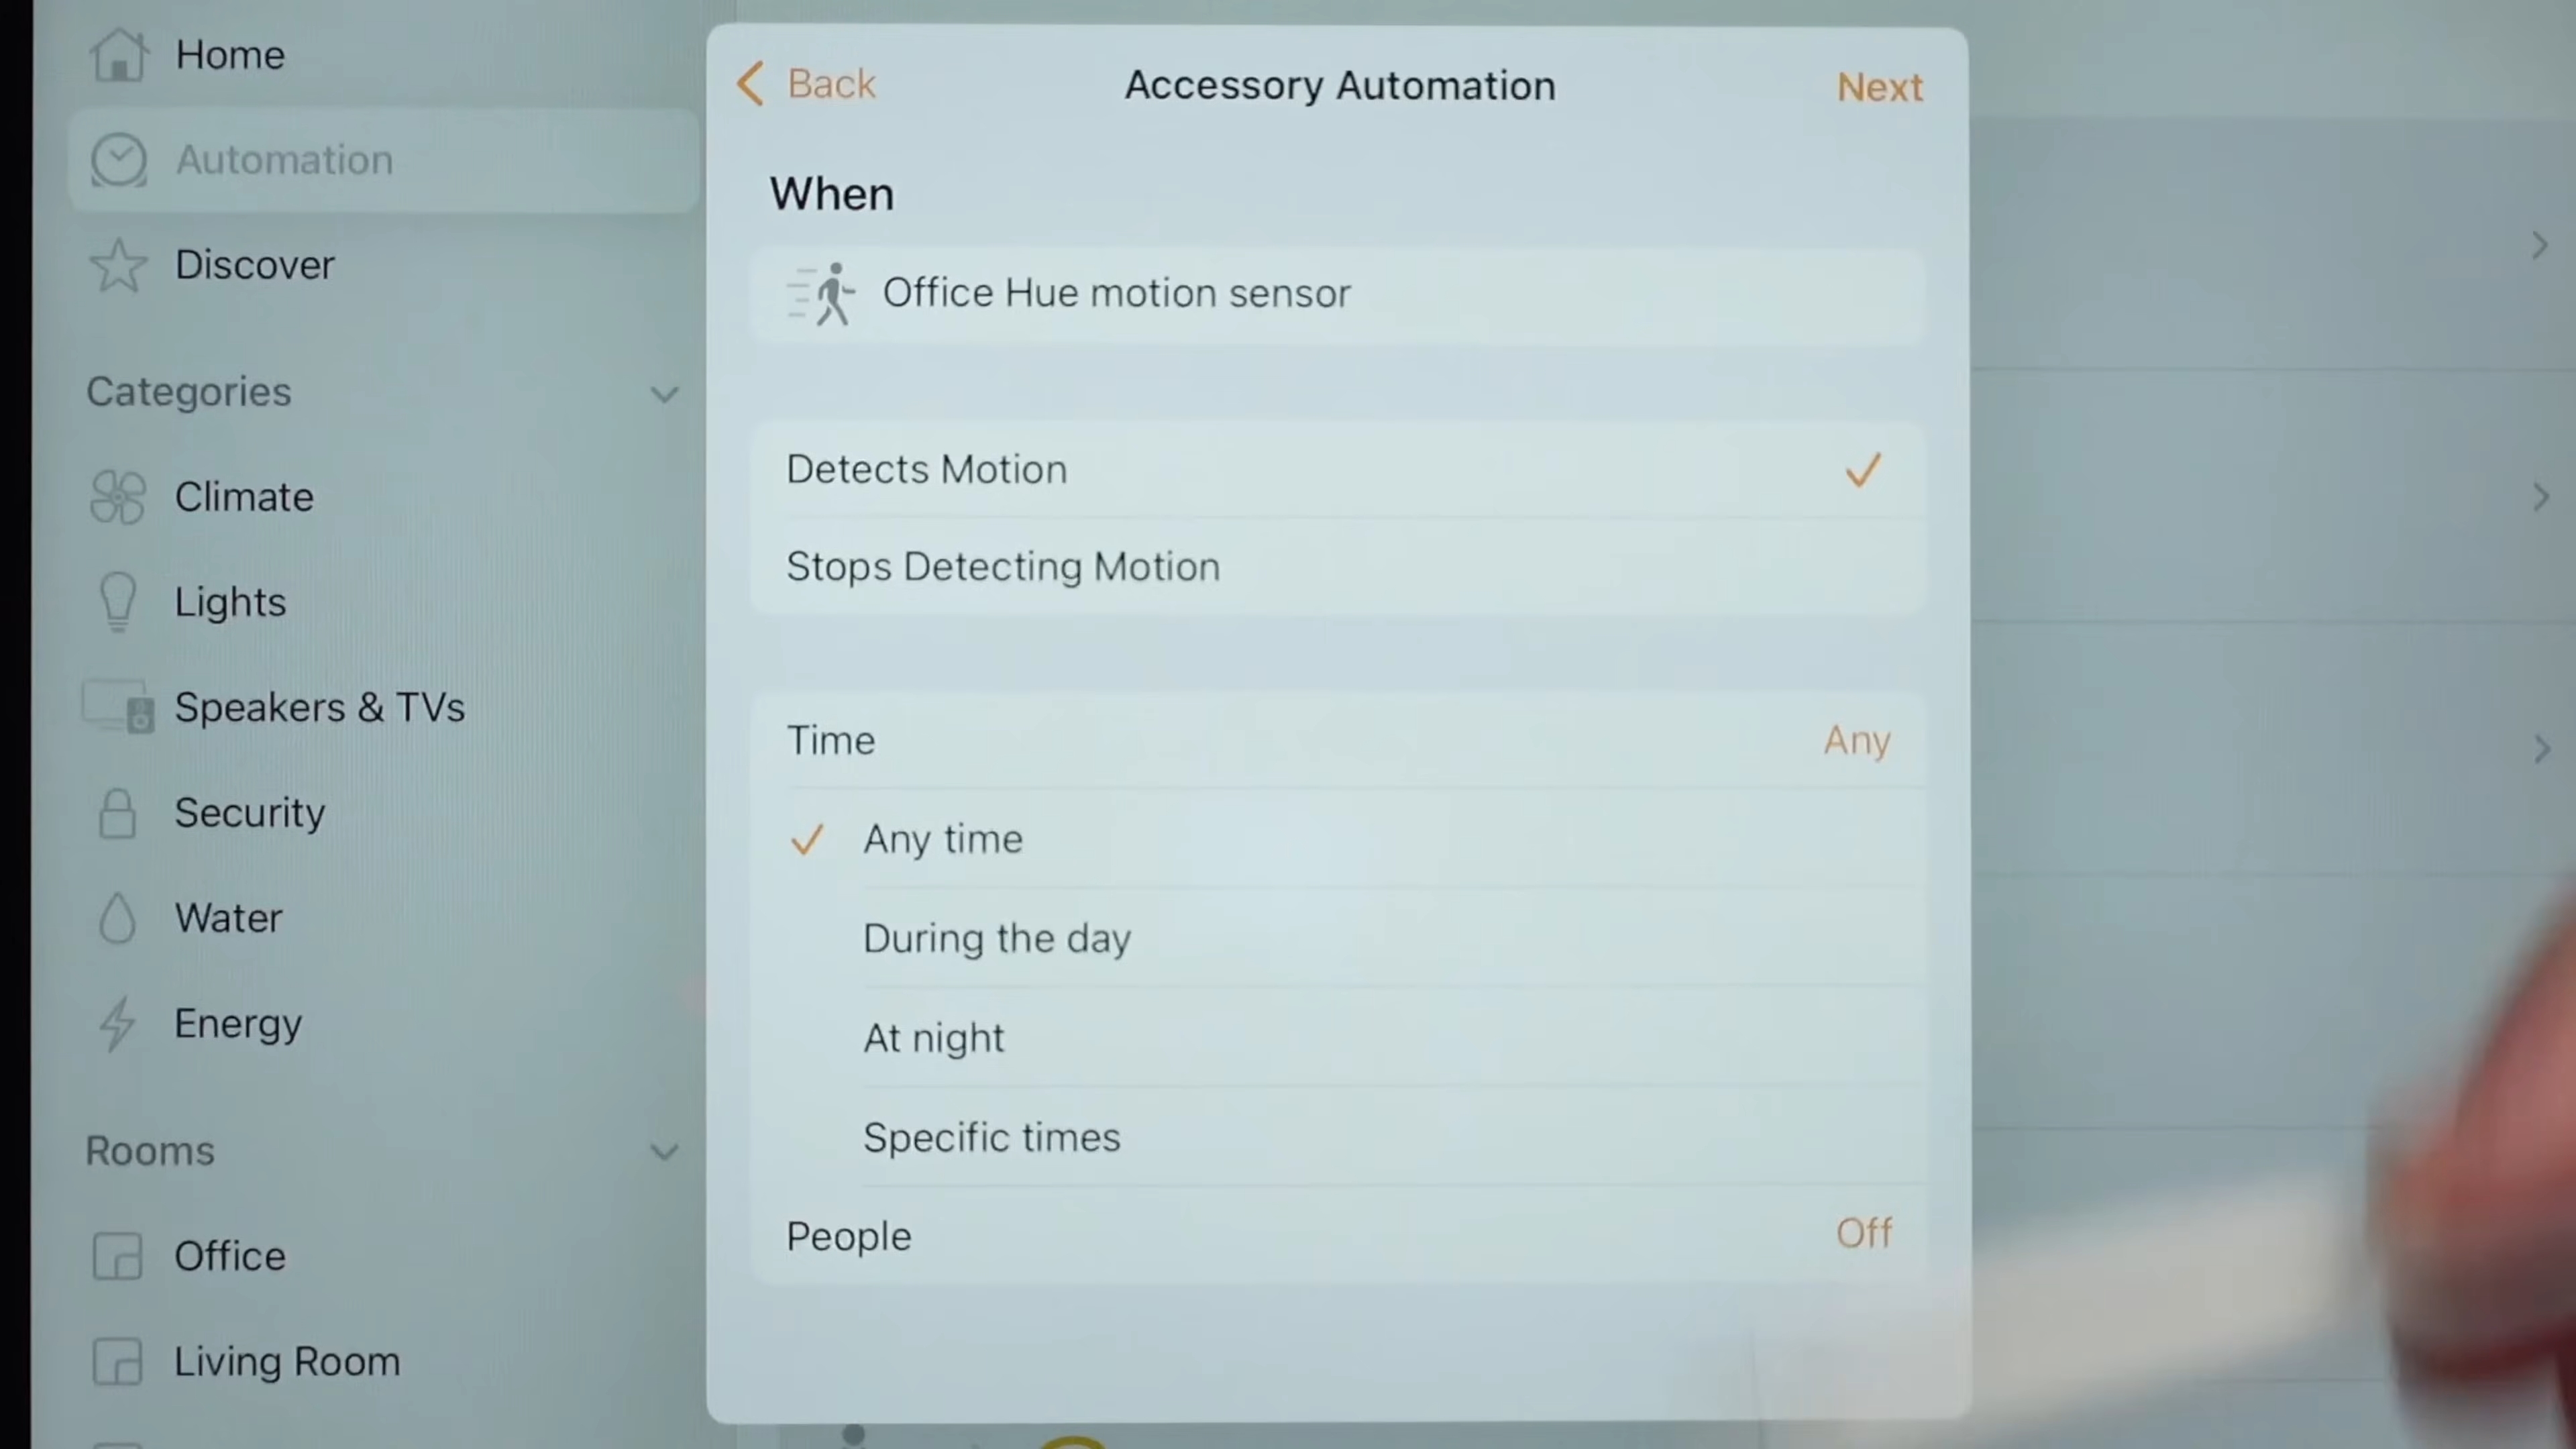 Home
Automation
Discover
Categories
Climate
Lights
Speakers & TVs
Security
Water
Energy
Rooms
Office
Living Room
Back
Accessory Automation
Next
When
Office Hue motion sensor
Detects Motion
Stops Detecting Motion
Time
Any
Any time
During the day
At night
Specific times
People
Off